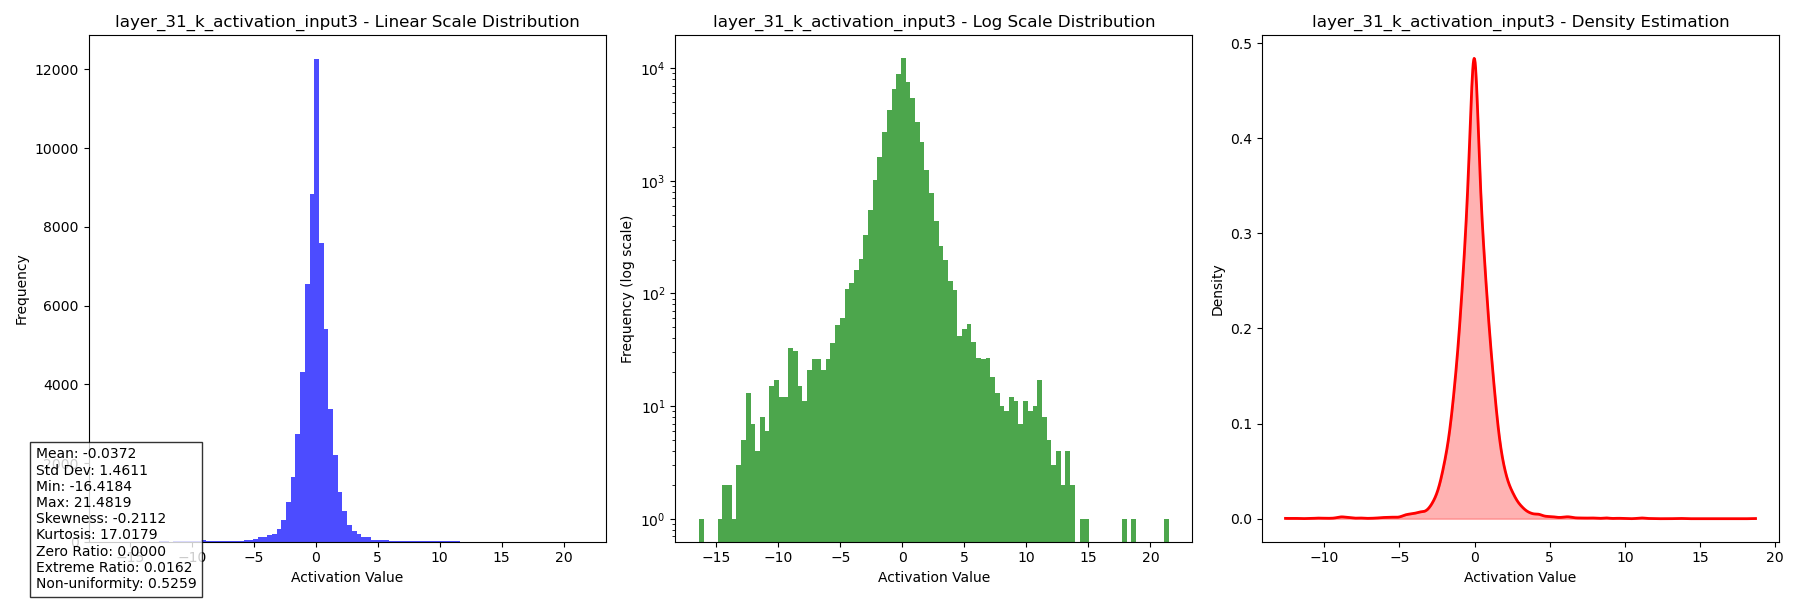 layer_31_k_activation_input3 - Linear Scale Distribution
12000
10000
8000
6000
4000
2000
0
Frequency
−15
−10
−5
0
5
10
15
20
Activation Value
Mean: -0.0372
Std Dev: 1.4611
Min: -16.4184
Max: 21.4819
Skewness: -0.2112
Kurtosis: 17.0179
Zero Ratio: 0.0000
Extreme Ratio: 0.0162
Non-uniformity: 0.5259
layer_31_k_activation_input3 - Log Scale Distribution
10⁴
10³
10²
10¹
10⁰
Frequency (log scale)
−15
−10
−5
0
5
10
15
20
Activation Value
layer_31_k_activation_input3 - Density Estimation
0.5
0.4
0.3
0.2
0.1
0.0
Density
−10
−5
0
5
10
15
20
Activation Value